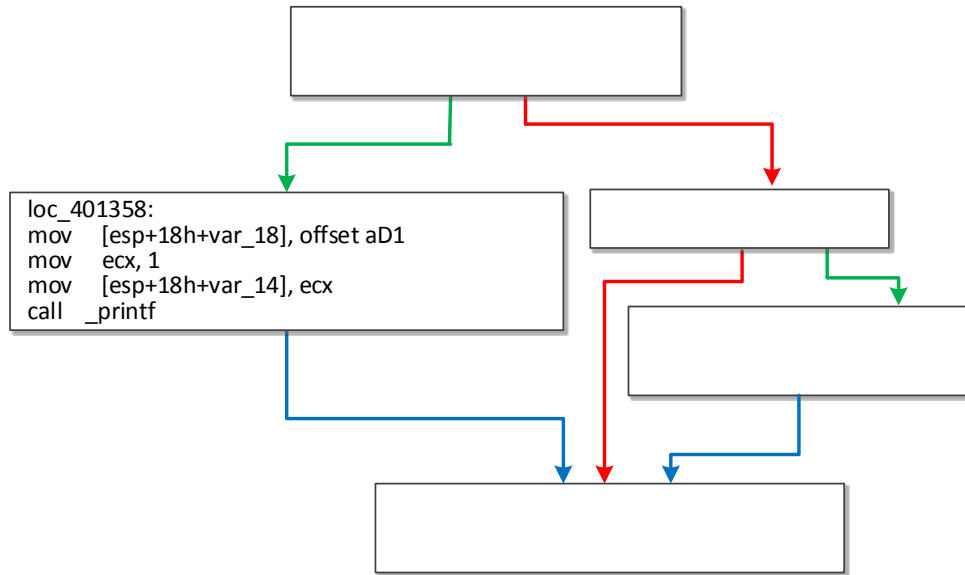 loc_401358:
mov [esp+18h+var_18], offset aD1
mov ecx, 1
mov [esp+18h+var_14], ecx
call _printf